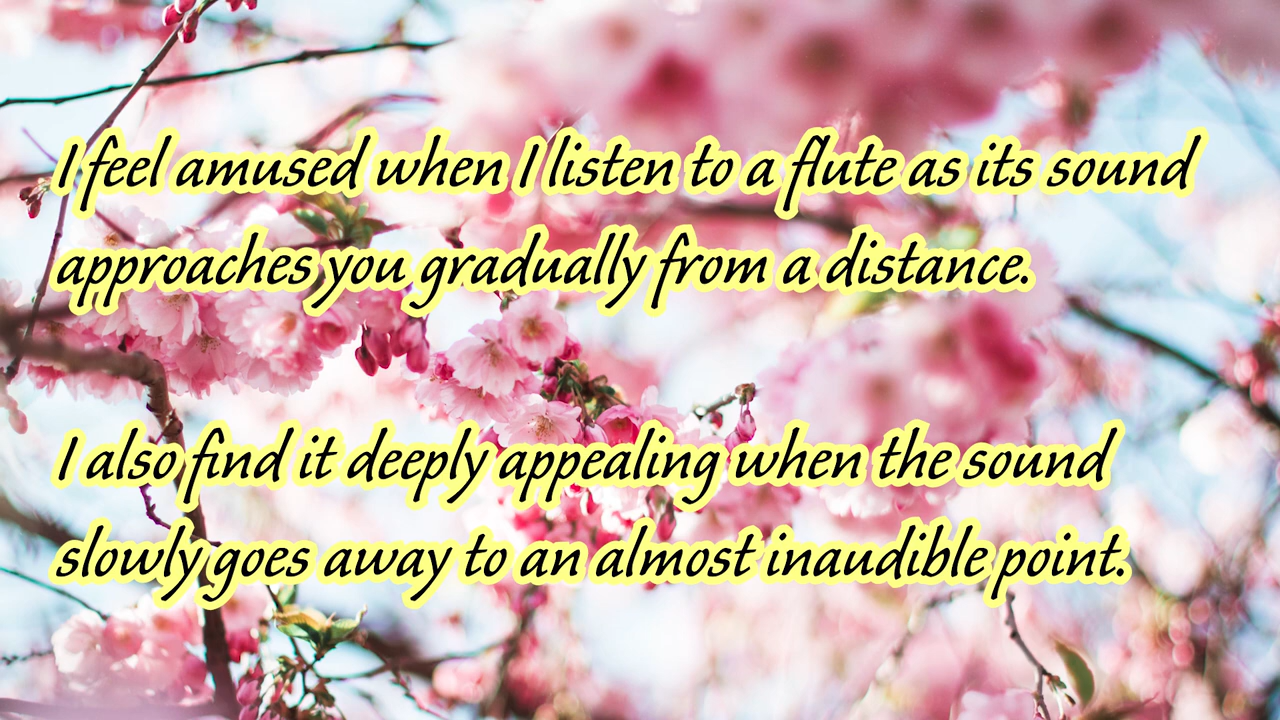 I feel amused when I listen to a flute as its sound
approaches you gradually from a distance.
I also find it deeply appealing when the sound
slowly goes away to an almost inaudible point.